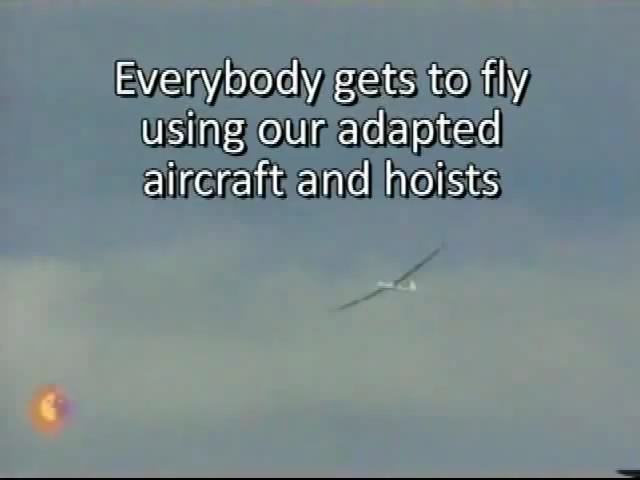 Everybody gets to fly
using our adapted
aircraft and hoists